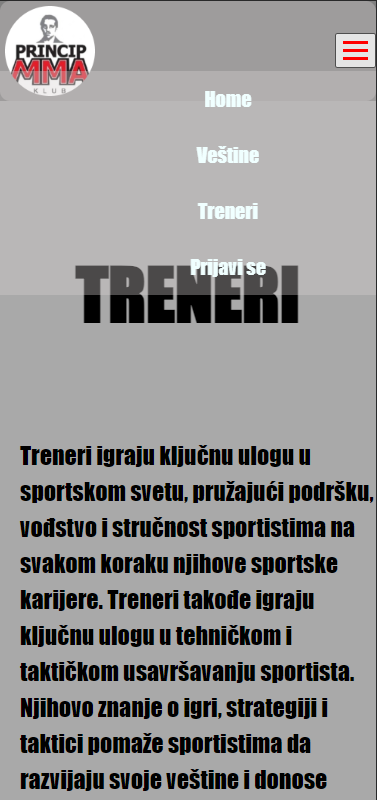 PRINCIP
MMA
KLUB
Home
Veštine
Treneri
Prijavi se
TRENERI
Treneri igraju ključnu ulogu u
sportskom svetu, pružajući podršku,
vođstvo i stručnost sportistima na
svakom koraku njihove sportske
karijere. Treneri takođe igraju
ključnu ulogu u tehničkom i
taktičkom usavršavanju sportista.
Njihovo znanje o igri, strategiji i
taktici pomaže sportistima da
razvijaju svoje veštine i donose